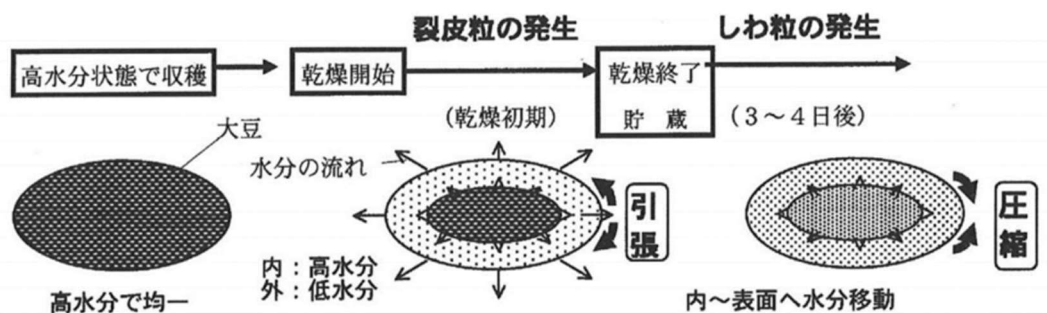 裂皮粒の発生
しわ粒の発生
高水分状態で収穫
乾燥開始
乾燥終了
貯 蔵
(乾燥初期)
(3～4日後)
大豆
水分の流れ
引張
圧縮
内：高水分
外：低水分
高水分で均一
内～表面へ水分移動